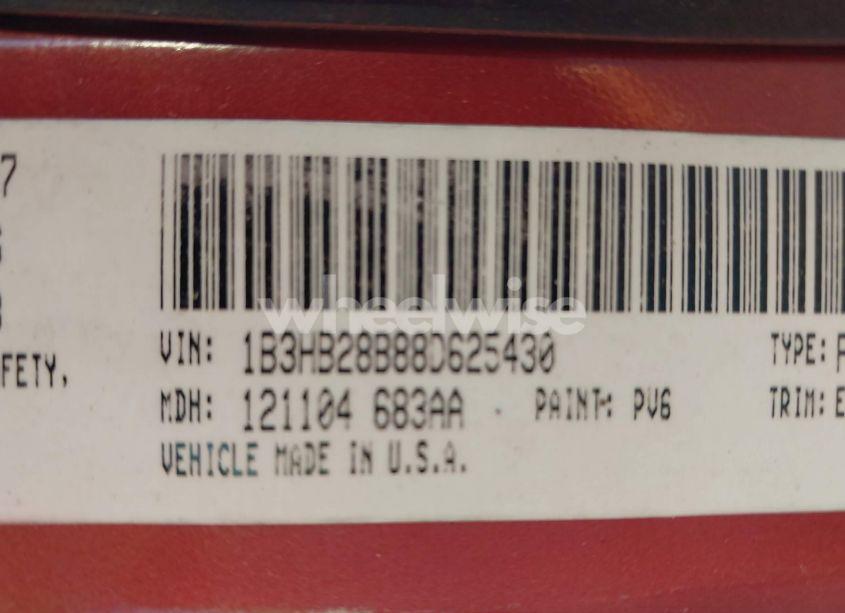 7
VIN: 1B3HB28B88D625430
TYPE:
FETY,
MDH: 121104 683AA
PAINT: PV6
TRIM: E
VEHICLE MADE IN U.S.A.
wheelwise